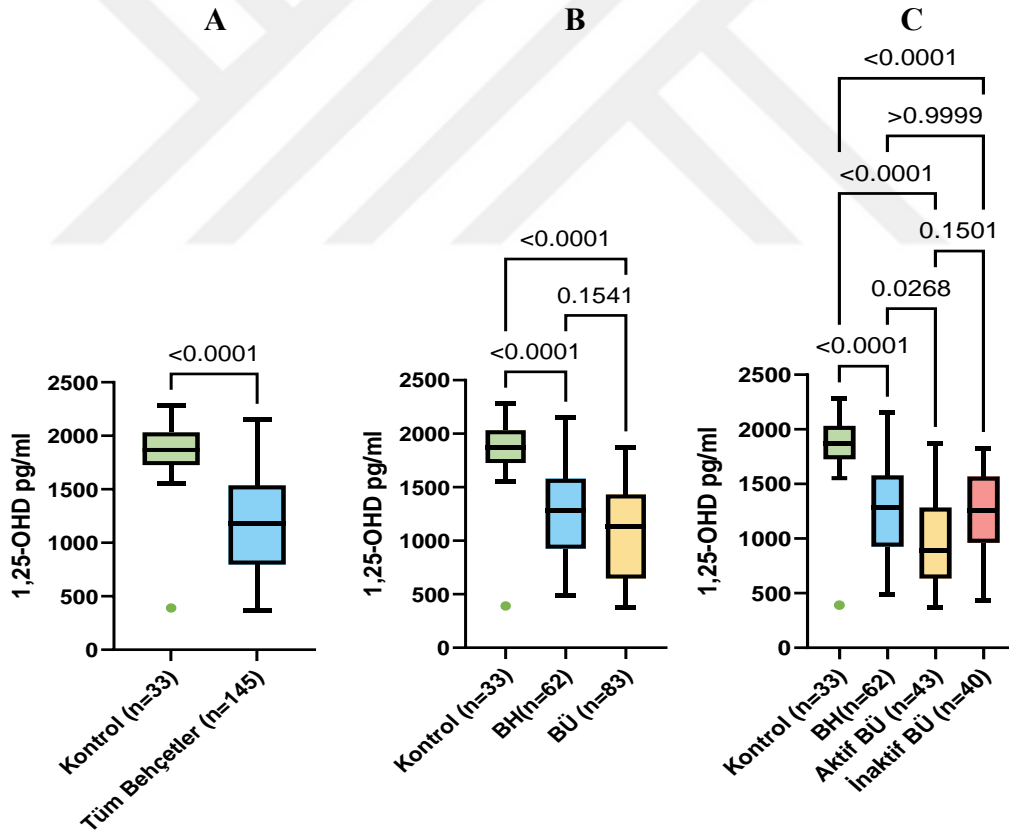 A
<0.0001
1,25-OHD pg/ml
2500
2000
1500
1000
500
0
Kontrol (n=33)
Tüm Behçetler (n=145)
B
<0.0001
0.1541
<0.0001
1,25-OHD pg/ml
2500
2000
1500
1000
500
0
Kontrol (n=33)
BH(n=62)
BÜ (n=83)
C
<0.0001
>0.9999
<0.0001
0.1501
0.0268
<0.0001
1,25-OHD pg/ml
2500
2000
1500
1000
500
0
Kontrol (n=33)
BH(n=62)
Aktif BÜ (n=43)
İnaktif BÜ (n=40)